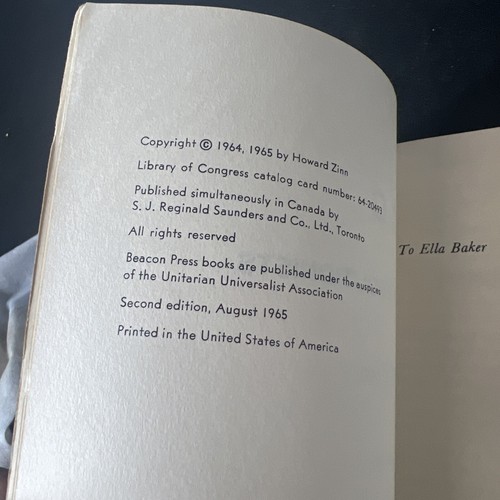 Copyright © 1964, 1965 by Howard Zinn
Library of Congress catalog card number: 64-20493
Published simultaneously in Canada by
S. J. Reginald Saunders and Co., Ltd., Toronto
All rights reserved
Beacon Press books are published under the auspices
of the Unitarian Universalist Association
Second edition, August 1965
Printed in the United States of America
To Ella Baker